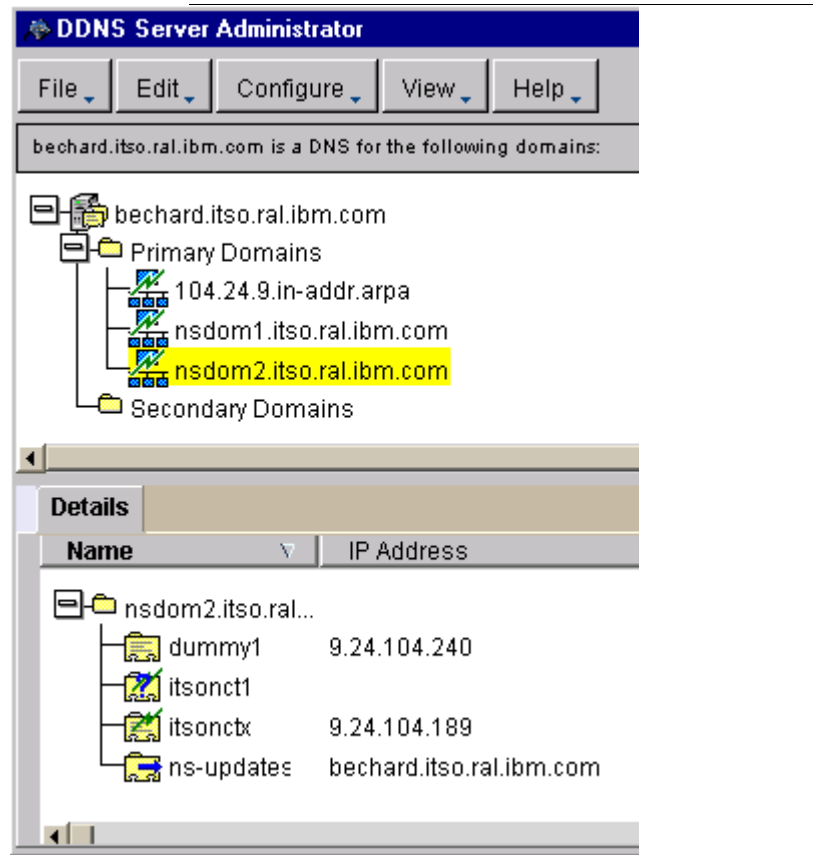 DDNS Server Administrator
File Edit Configure View Help
bechard.itso.ral.ibm.com is a DNS for the following domains:
bechard.itso.ral.ibm.com
Primary Domains
104.24.9.in-addr.arpa
nsdom1.itso.ral.ibm.com
nsdom2.itso.ral.ibm.com
Secondary Domains
Details
Name IP Address
nsdom2.itso.ral...
dummy1 9.24.104.240
itsonct1
itsonctx 9.24.104.189
ns-updates bechard.itso.ral.ibm.com